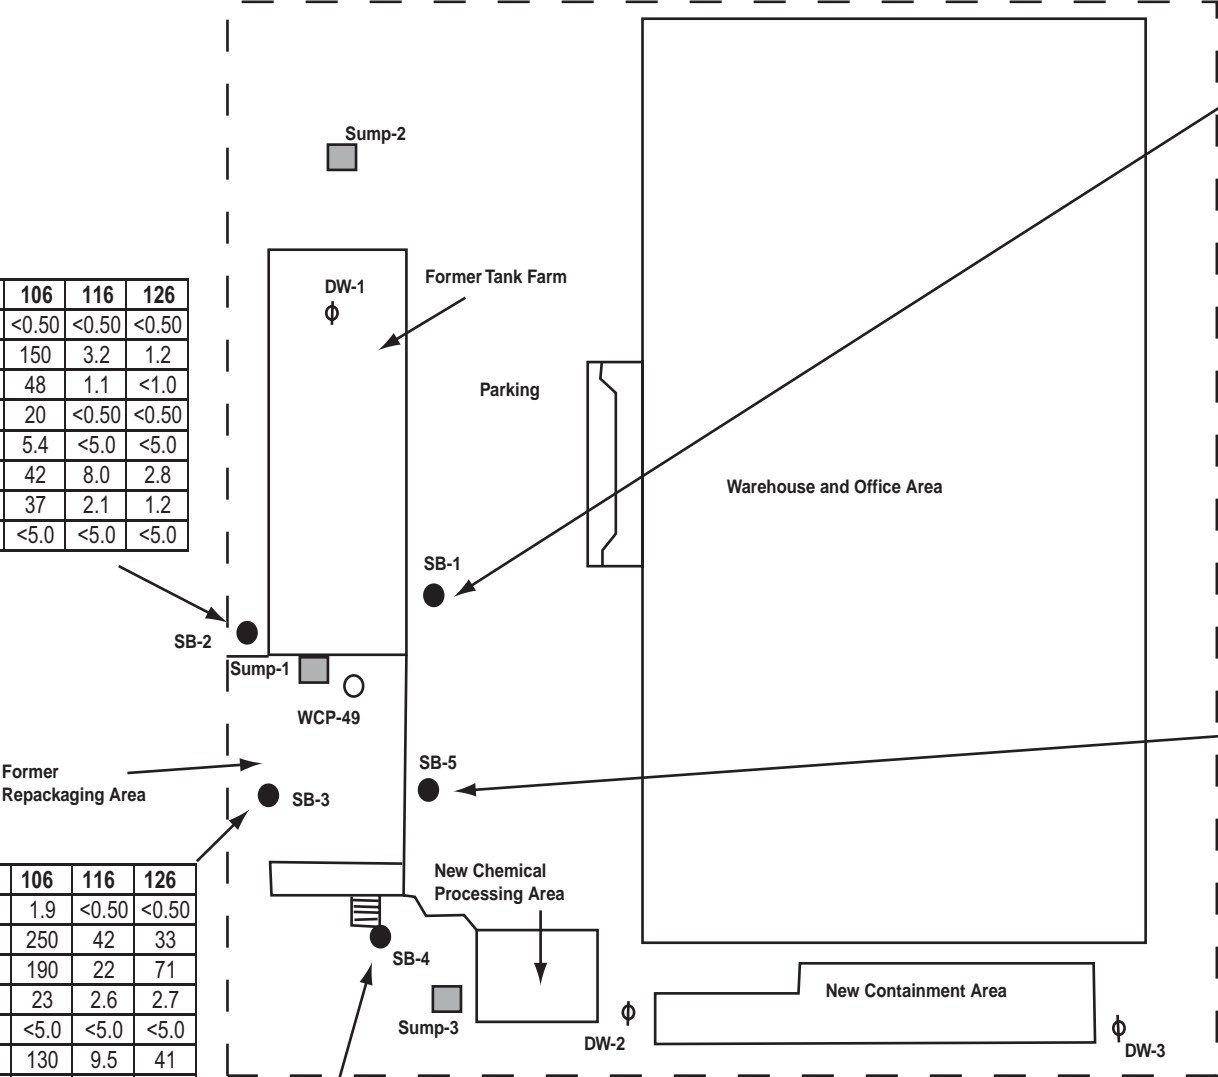 Sump-2
DW-1
Former Tank Farm
106 116 126
<0.50 <0.50 <0.50
150 3.2 1.2
48 1.1 <1.0
20 <0.50 <0.50
5.4 <5.0 <5.0
42 8.0 2.8
37 2.1 1.2
<5.0 <5.0 <5.0
Parking
Warehouse and Office Area
SB-1
SB-2
Sump-1
WCP-49
Former
Repackaging Area
SB-3
SB-5
106 116 126
1.9 <0.50 <0.50
250 42 33
190 22 71
23 2.6 2.7
<5.0 <5.0 <5.0
130 9.5 41
New Chemical
Processing Area
SB-4
Sump-3
New Containment Area
DW-2
DW-3